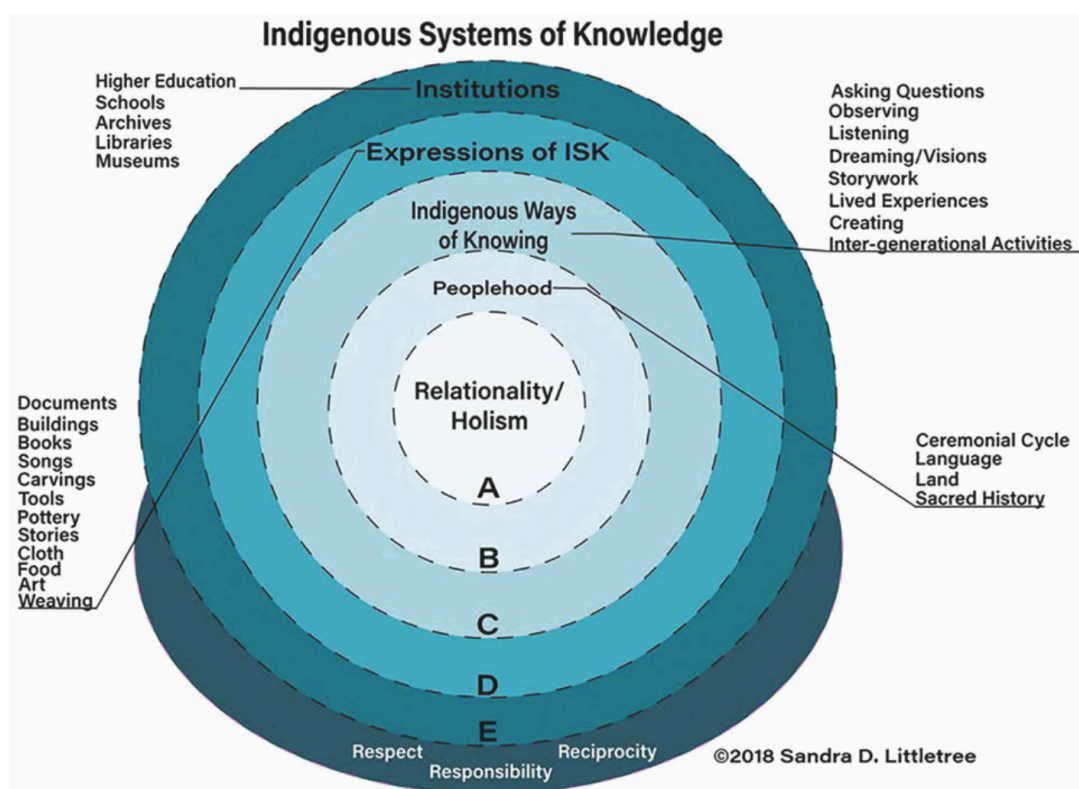 Indigenous Systems of Knowledge
Higher Education
Schools
Archives
Libraries
Museums
Institutions
Expressions of ISK
Indigenous Ways
of Knowing
Peoplehood
Relationality/
Holism
A
B
C
D
E
Asking Questions
Observing
Listening
Dreaming/Visions
Storywork
Lived Experiences
Creating
Inter-generational Activities
Documents
Buildings
Books
Songs
Carvings
Tools
Pottery
Stories
Cloth
Food
Art
Weaving
Ceremonial Cycle
Language
Land
Sacred History
Respect
Responsibility
Reciprocity
©2018 Sandra D. Littletree